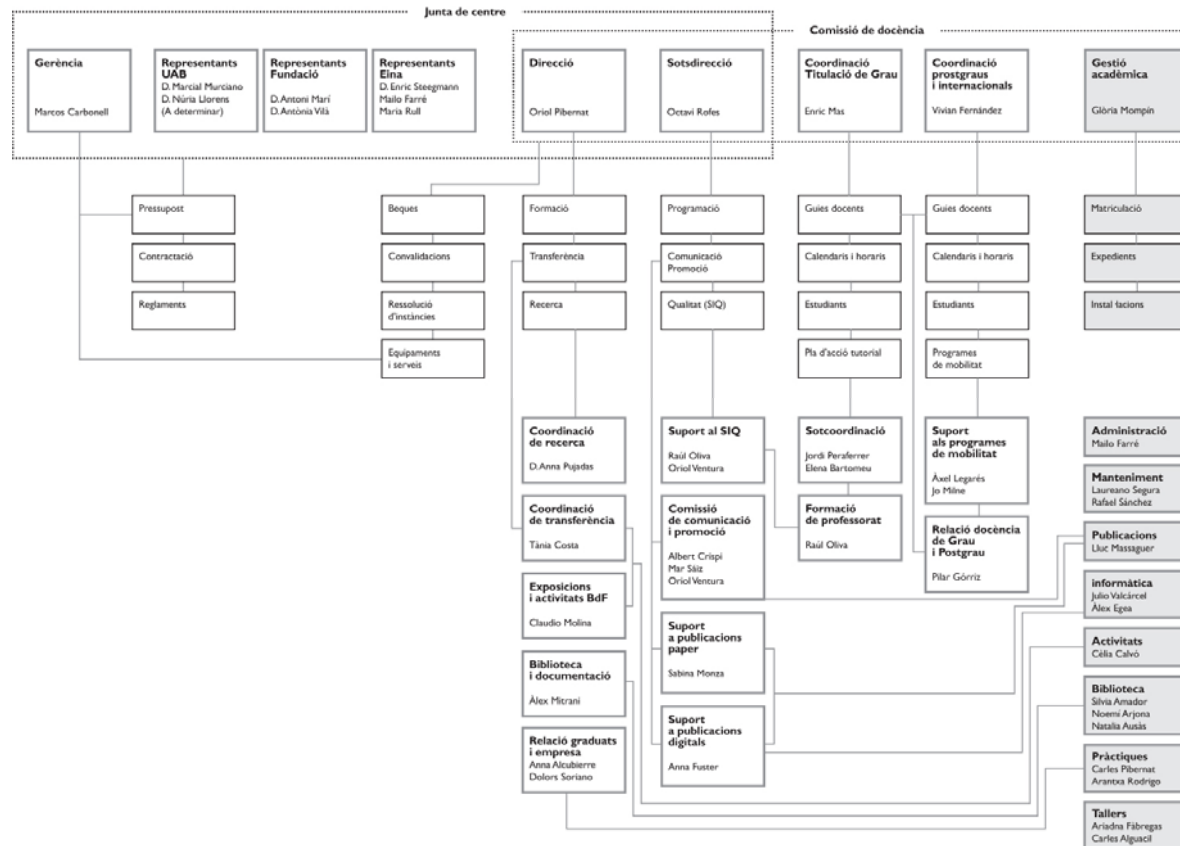 Junta de centre
Comissió de docència
Gerència
Marcos Carbonell
Representants
UAB
D. Marcial Murciano
D. Núria Llorens
(A determinar)
Representants
Fundació
D. Antoni Marí
D. Antònia Vilà
Representants
Eina
D. Enric Steegmann
Mailo Farré
Maria Rull
Direcció
Oriol Pibernat
Sotsdirecció
Octavi Rofes
Coordinació
Titulació de Grau
Enric Mas
Coordinació
prostgraus
i internacionals
Vivian Fernández
Gestió
acadèmica
Glòria Mompín
Pressupost
Contractació
Reglaments
Beques
Convalidacions
Ressolució
d'instàncies
Equipaments
i serveis
Formació
Transferència
Recerca
Programació
Comunicació
Promoció
Qualitat (SIQ)
Guies docents
Calendaris i horaris
Estudiants
Pla d'acció tutorial
Guies docents
Calendaris i horaris
Estudiants
Programes
de mobilitat
Matriculació
Expedients
Instal·lacions
Coordinació
de recerca
D. Anna Pujadas
Coordinació
de transferència
Tània Costa
Exposicions
i activitats BdF
Claudio Molina
Biblioteca
i documentació
Àlex Mitrani
Relació graduats
i empresa
Anna Alcubierre
Dolors Soriano
Suport al SIQ
Raúl Oliva
Oriol Ventura
Comissió
de comunicació
i promoció
Albert Crispi
Mar Sáiz
Oriol Ventura
Suport
a publicacions
paper
Sabina Monza
Suport
a publicacions
digitals
Anna Fuster
Sotcoordinació
Jordi Peraferrer
Elena Bartomeu
Formació
de professorat
Raúl Oliva
Suport
als programes
de mobilitat
Àxel Legarés
Jo Milne
Relació docència
de Grau
i Postgrau
Pilar Górriz
Administració
Mailo Farré
Manteniment
Laureano Segura
Rafael Sánchez
Publicacions
Lluc Massaguer
informàtica
Julio Valcárcel
Àlex Egea
Activitats
Cèlia Calvó
Biblioteca
Silvia Amador
Noemí Arjona
Natalia Ausàs
Pràctiques
Carles Pibernat
Arantxa Rodrigo
Tallers
Ariadna Fàbregas
Carles Alguacil